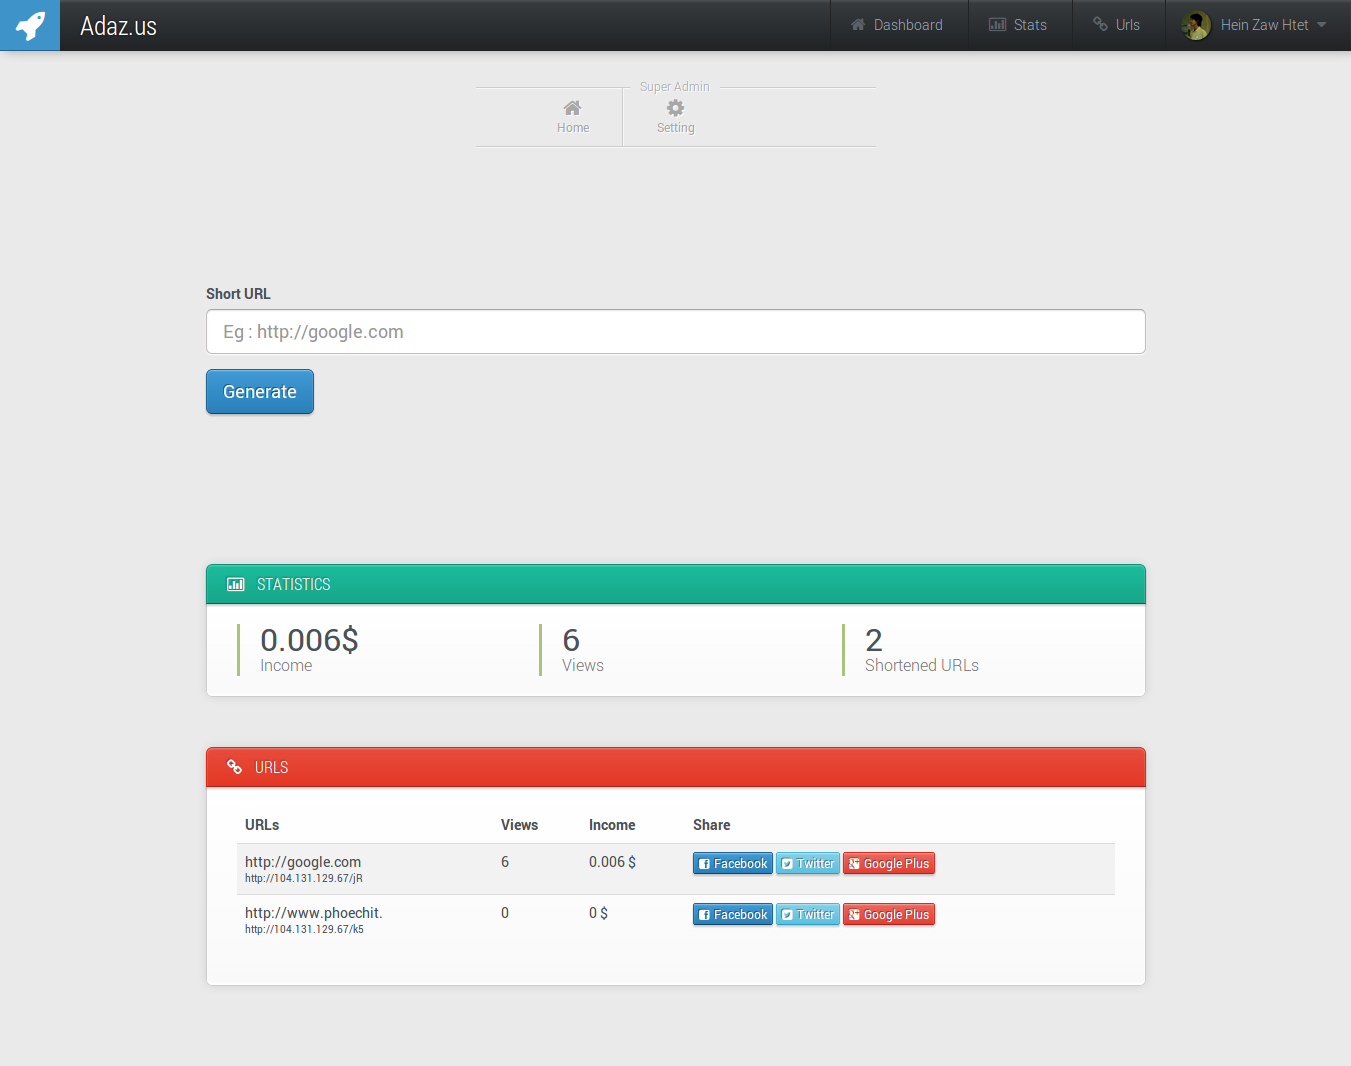 Adaz.us
Dashboard
Stats
Urls
Hein Zaw Htet
Super Admin
Home
Setting
Short URL
Eg : http://google.com
Generate
STATISTICS
0.006$
Income
6
Views
2
Shortened URLs
URLS
URLs Views Income Share
http://google.com 6 0.006 $ Facebook Twitter Google Plus
http://104.131.129.67/jR
http://www.phoechit. 0 0 $ Facebook Twitter Google Plus
http://104.131.129.67/k5